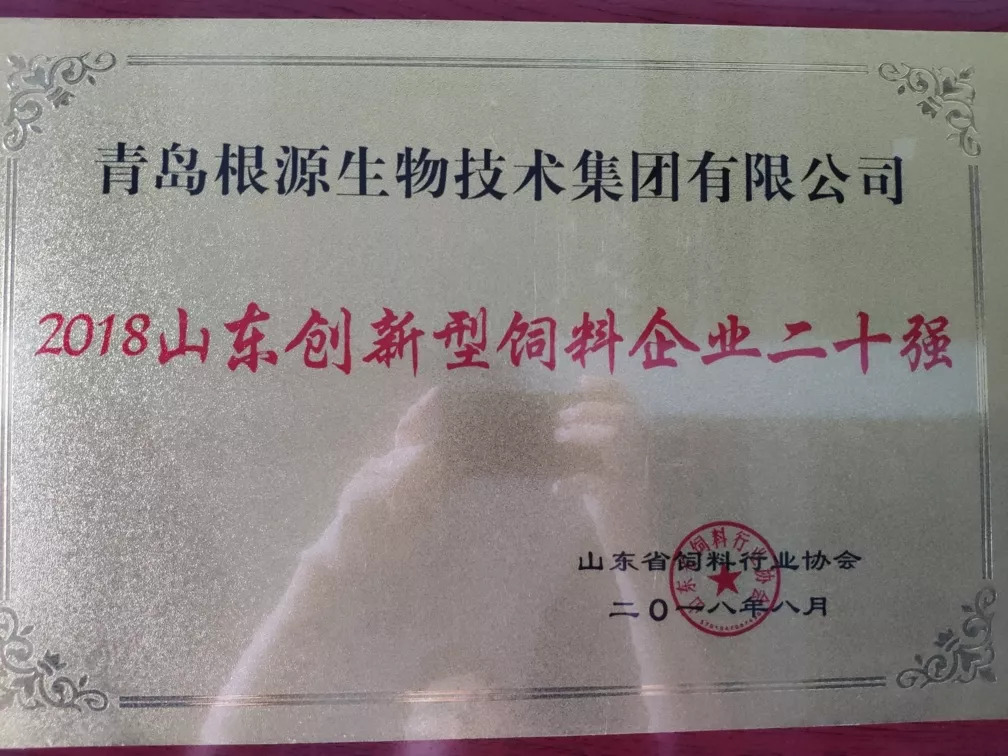 青岛根源生物技术集团有限公司
2018山东创新型饲料企业二十强
山东省饲料行业协会
二〇一八年八月